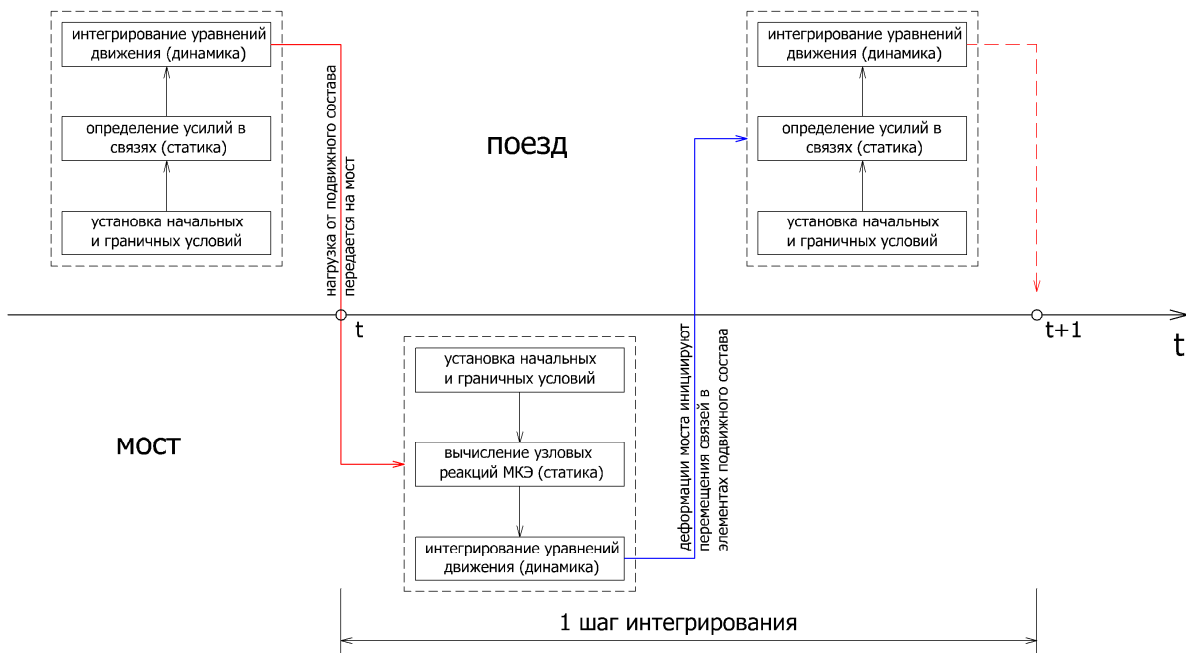 интегрирование уравнений
движения (динамика)
определение усилий в
связях (статика)
установка начальных
и граничных условий
нагрузка от подвижного состава
передается на мост
поезд
интегрирование уравнений
движения (динамика)
определение усилий в
связях (статика)
установка начальных
и граничных условий
t
t+1
t
мост
установка начальных
и граничных условий
вычисление узловых
реакций МКЭ (статика)
интегрирование уравнений
движения (динамика)
деформации моста инициируют
перемещения связей в
элементах подвижного состава
1 шаг интегрирования